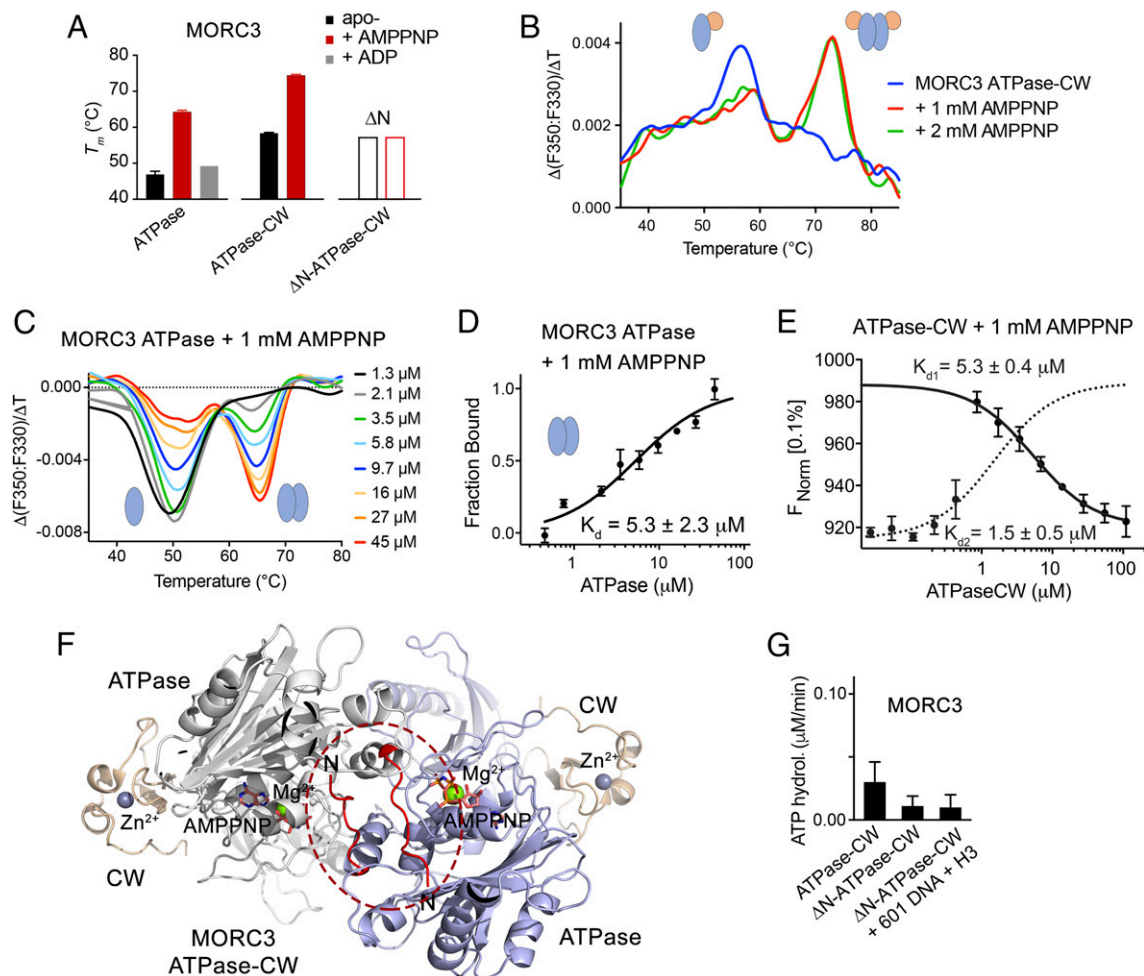 A
MORC3
apo-
+ AMPPNP
+ ADP
80
70
60
50
40
T_m (°C)
ΔN
ATPase
ATPase-CW
ΔN-ATPase-CW
B
0.004
0.002
0.000
Δ(F350:F330)/ΔT
40
50
60
70
80
Temperature (°C)
MORC3 ATPase-CW
+ 1 mM AMPPNP
+ 2 mM AMPPNP
C
MORC3 ATPase + 1 mM AMPPNP
0.000
-0.004
-0.008
Δ(F350:F330)/ΔT
40
50
60
70
80
Temperature (°C)
1.3 μM
2.1 μM
3.5 μM
5.8 μM
9.7 μM
16 μM
27 μM
45 μM
D
MORC3 ATPase
+ 1 mM AMPPNP
1.0
0.5
0.0
Fraction Bound
K_d = 5.3 ± 2.3 μM
1
10
100
ATPase (μM)
E
ATPase-CW + 1 mM AMPPNP
K_d1= 5.3 ± 0.4 μM
1000
980
960
940
920
F_Norm [0.1%]
K_d2= 1.5 ± 0.5 μM
1
10
100
ATPaseCW (μM)
F
ATPase
CW
CW
N
Mg²⁺
Zn²⁺
Mg²⁺
Zn²⁺
AMPPNP
AMPPNP
CW
N
MORC3
ATPase-CW
ATPase
G
0.10
0.00
ATP hydrol. (μM/min)
MORC3
ATPase-CW
ΔN-ATPase-CW
ΔN-ATPase-CW
+ 601 DNA + H3